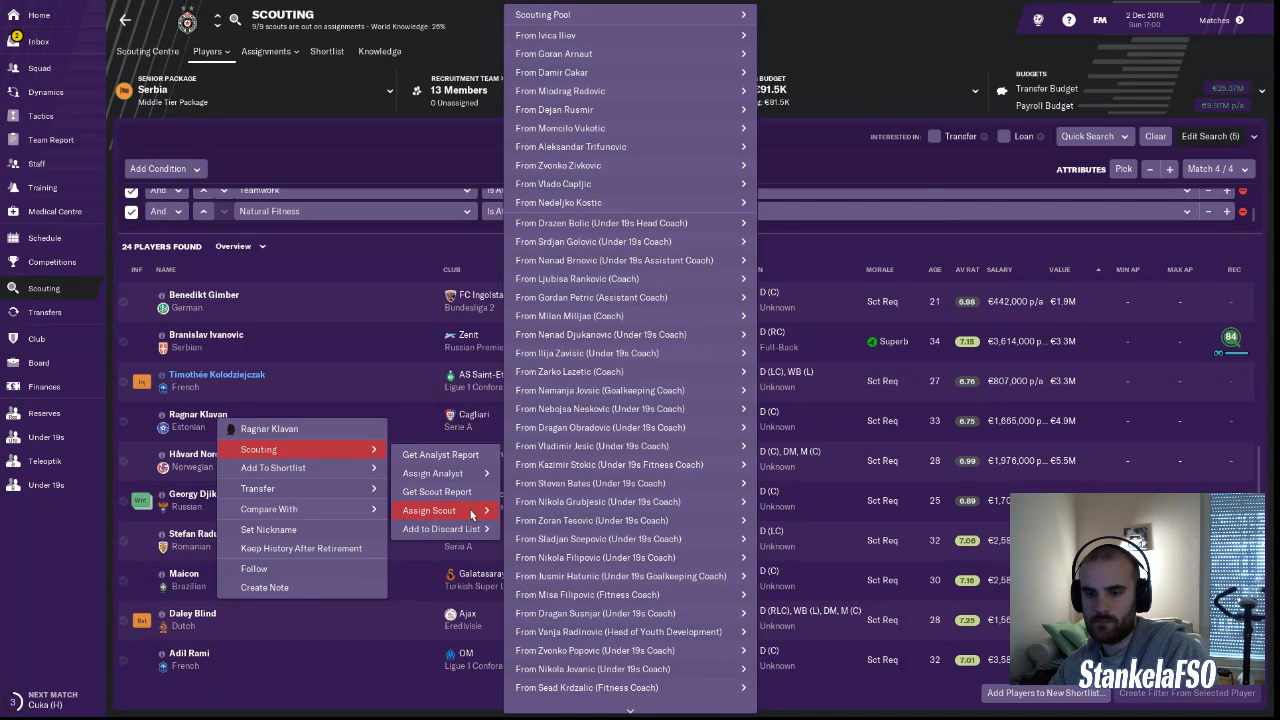 SCOUTING
9/9 scouts are out on assignments - World Knowledge: 26%
FM
2 Dec 2018
Sun 17:00
Matches
Home
2
Inbox
Squad
Dynamics
Tactics
Team Report
Staff
Training
Medical Centre
Schedule
Competitions
Scouting
Transfers
Club
Board
Finances
Reserves
Under 19s
Teleoptik
Under 19s
3
NEXT MATCH
Cuka (H)
Scouting Centre
Players
Assignments
Shortlist
Knowledge
SENIOR PACKAGE
Serbia
Middle Tier Package
RECRUITMENT TEAM
13 Members
0 Unassigned
BUDGET
€91.5K
€81.5K
BUDGETS
Transfer Budget
€25.37M
Payroll Budget
€9.97M p/a
INTERESTED IN:
Transfer
Loan
Quick Search
Clear
Edit Search (5)
Add Condition
ATTRIBUTES
Pick
Match 4 / 4
And
Teamwork
Is At
And
Natural Fitness
Is At
24 PLAYERS FOUND
Overview
INF
NAME
CLUB
MORALE
AGE
AV RAT
SALARY
VALUE
MIN AP
MAX AP
REC
Benedikt Gimber
German
FC Ingolsta
Bundesliga 2
D (C)
Unknown
Sct Req
21
6.98
€442,000 p/a
€1.9M
- - -
Branislav Ivanovic
Serbian
Zenit
Russian Premie
D (RC)
Full-Back
Superb
34
7.15
€3,614,000 p...
€3.3M
- -
84
Inj
Timothée Kolodziejczak
French
AS Saint-Et
Ligue 1 Confora
D (LC), WB (L)
Unknown
Sct Req
27
6.76
€807,000 p/a
€3.3M
- - -
Ragnar Klavan
Estonian
Cagliari
Serie A
D (C)
Unknown
Sct Req
33
6.75
€1,665,000 p...
€4.9M
- - -
Håvard Nor
Norwegian
D (C), DM, M (C)
Unknown
Sct Req
28
6.99
€1,976,000 p...
€5.5M
- - -
Wnt
Georgy Djik
Russian
D (C)
Unknown
Sct Req
25
6.89
€1,70
Stefan Radu
Romanian
Serie A
D (LC)
Unknown
Sct Req
32
7.06
€2,59
Maicon
Brazilian
Galatasaray
Turkish Super L
D (C)
Unknown
Sct Req
30
7.16
€2,58
Rst
Daley Blind
Dutch
Ajax
Eredivisie
D (RLC), WB (L), DM, M (C)
Unknown
Sct Req
28
7.25
€1,56
Adil Rami
French
OM
Ligue 1 Confora
D (C)
Unknown
Sct Req
32
7.01
€3,58
Ragnar Klavan
Scouting
Add To Shortlist
Transfer
Compare With
Set Nickname
Keep History After Retirement
Follow
Create Note
Get Analyst Report
Assign Analyst
Get Scout Report
Assign Scout
Add to Discard List
Scouting Pool
From Ivica Iliev
From Goran Arnaut
From Damir Cakar
From Miodrag Radovic
From Dejan Rusmir
From Momcilo Vukotic
From Aleksandar Trifunovic
From Zvonko Zivkovic
From Vlado Capljic
From Nedeljko Kostic
From Drazen Bolic (Under 19s Head Coach)
From Srdjan Golovic (Under 19s Coach)
From Nenad Brnovic (Under 19s Assistant Coach)
From Ljubisa Rankovic (Coach)
From Gordan Petric (Assistant Coach)
From Milan Milijas (Coach)
From Nenad Djukanovic (Under 19s Coach)
From Ilija Zavisic (Under 19s Coach)
From Zarko Lazetic (Coach)
From Nemanja Jovsic (Goalkeeping Coach)
From Nebojsa Neskovic (Under 19s Coach)
From Dragan Obradovic (Under 19s Coach)
From Vladimir Jesic (Under 19s Coach)
From Kazimir Stokic (Under 19s Fitness Coach)
From Stevan Bates (Under 19s Coach)
From Nikola Grubjesic (Under 19s Coach)
From Zoran Tesovic (Under 19s Coach)
From Sladjan Scepovic (Under 19s Coach)
From Nikola Filipovic (Under 19s Coach)
From Jusmir Hatunic (Under 19s Goalkeeping Coach)
From Misa Filipovic (Fitness Coach)
From Dragan Susnjar (Under 19s Coach)
From Vanja Radinovic (Head of Youth Development)
From Zvonko Popovic (Under 19s Coach)
From Nikola Jovanic (Under 19s Coach)
From Sead Krdzalic (Fitness Coach)
StankelaFSO
Add Players to New Shortlist...
Create Filter From Selected Player